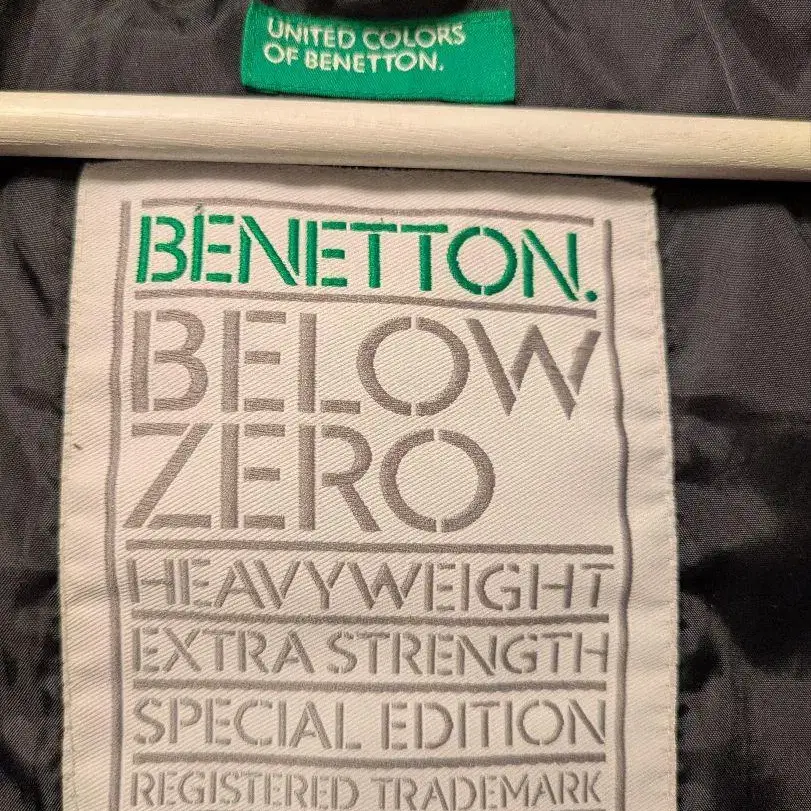 UNITED COLORS
OF BENETTON.
BENETTON.
BELOW
ZERO
HEAVYWEIGHT
EXTRA STRENGTH
SPECIAL EDITION
REGISTERED TRADEMARK